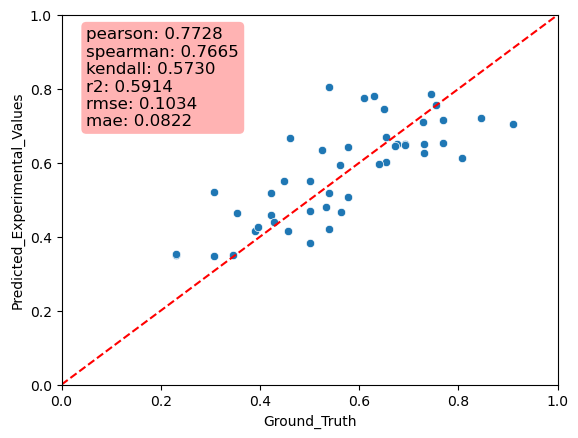 pearson: 0.7728
spearman: 0.7665
kendall: 0.5730
r2: 0.5914
rmse: 0.1034
mae: 0.0822
1.0
0.8
0.6
0.4
0.2
0.0
Predicted_Experimental_Values
0.0 0.2 0.4 0.6 0.8 1.0
Ground_Truth